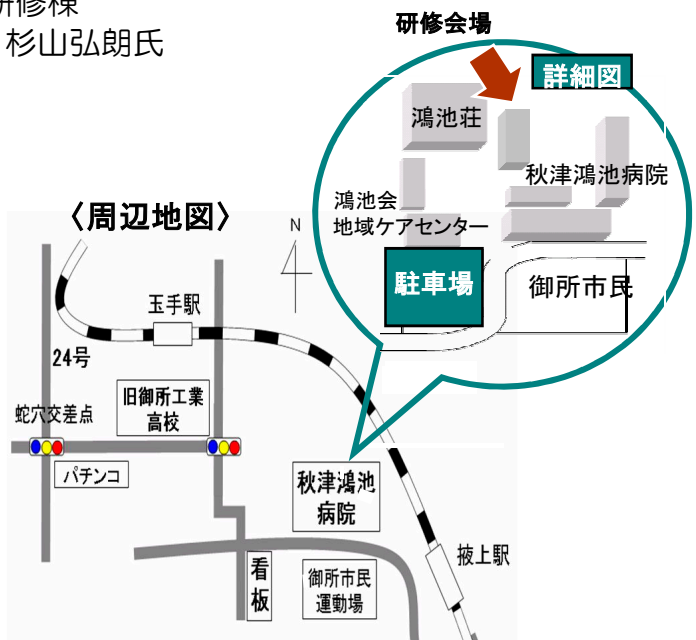 研修棟
杉山弘朗氏
研修会場
詳細図
鴻池荘
秋津鴻池病院
鴻池会
地域ケアセンター
駐車場
御所市民
〈周辺地図〉
N
玉手駅
24号
旧御所工業
高校
蛇穴交差点
パチンコ
秋津鴻池
病院
掖上駅
看
板
御所市民
運動場